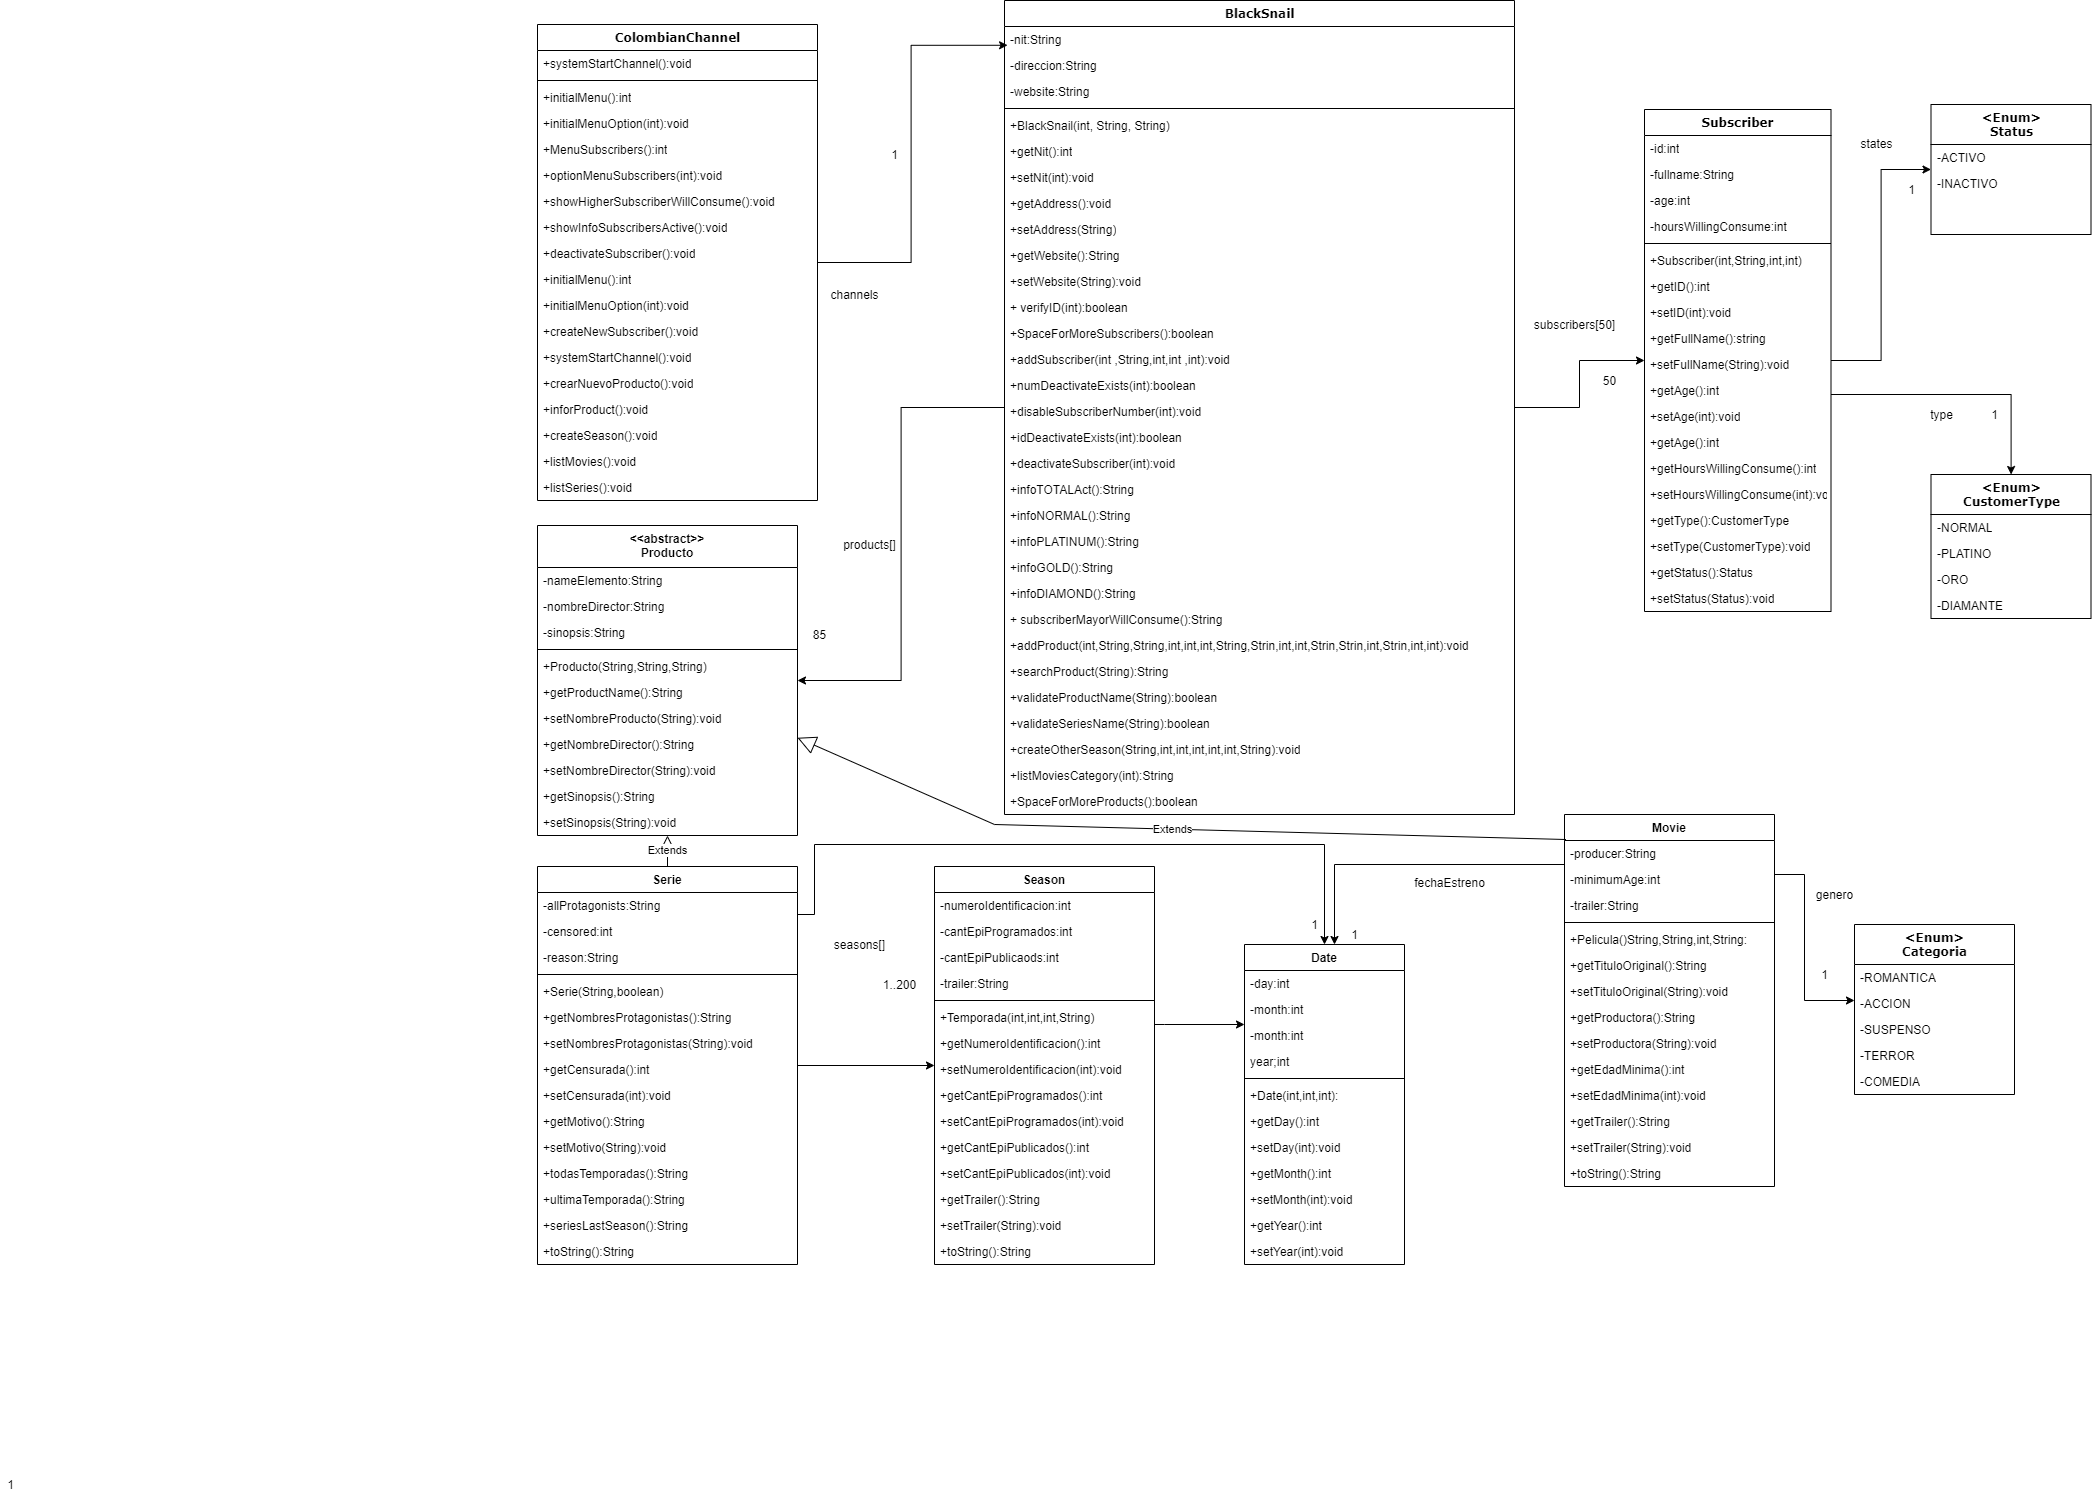 ColombianChannel
+systemStartChannel():void
+initialMenu():int
+initialMenuOption(int):void
+MenuSubscribers():int
+optionMenuSubscribers(int):void
+showHigherSubscriberWillConsume():void
+showInfoSubscribersActive():void
+deactivateSubscriber():void
+initialMenu():int
+initialMenuOption(int):void
+createNewSubscriber():void
+systemStartChannel():void
+crearNuevoProducto():void
+inforProduct():void
+createSeason():void
+listMovies():void
+listSeries():void
1
channels
BlackSnail
-nit:String
-direccion:String
-website:String
+BlackSnail(int, String, String)
+getNit():int
+setNit(int):void
+getAddress():void
+setAddress(String)
+getWebsite():String
+setWebsite(String):void
+ verifyID(int):boolean
+SpaceForMoreSubscribers():boolean
+addSubscriber(int ,String,int,int ,int):void
+numDeactivateExists(int):boolean
+disableSubscriberNumber(int):void
+idDeactivateExists(int):boolean
+deactivateSubscriber(int):void
+infoTOTALAct():String
+infoNORMAL():String
+infoPLATINUM():String
+infoGOLD():String
+infoDIAMOND():String
+ subscriberMayorWillConsume():String
+addProduct(int,String,String,int,int,int,String,Strin,int,int,Strin,Strin,int,Strin,int,int):void
+searchProduct(String):String
+validateProductName(String):boolean
+validateSeriesName(String):boolean
+createOtherSeason(String,int,int,int,int,int,String):void
+listMoviesCategory(int):String
+SpaceForMoreProducts():boolean
subscribers[50]
50
Subscriber
-id:int
-fullname:String
-age:int
-hoursWillingConsume:int
+Subscriber(int,String,int,int)
+getID():int
+setID(int):void
+getFullName():string
+setFullName(String):void
+getAge():int
+setAge(int):void
+getAge():int
+getHoursWillingConsume():int
+setHoursWillingConsume(int):vo
+getType():CustomerType
+setType(CustomerType):void
+getStatus():Status
+setStatus(Status):void
states
1
<Enum>
Status
-ACTIVO
-INACTIVO
type
1
<Enum>
CustomerType
-NORMAL
-PLATINO
-ORO
-DIAMANTE
products[]
85
<<abstract>>
Producto
-nameElemento:String
-nombreDirector:String
-sinopsis:String
+Producto(String,String,String)
+getProductName():String
+setNombreProducto(String):void
+getNombreDirector():String
+setNombreDirector(String):void
+getSinopsis():String
+setSinopsis(String):void
Extends
Extends
Serie
-allProtagonists:String
-censored:int
-reason:String
+Serie(String,boolean)
+getNombresProtagonistas():String
+setNombresProtagonistas(String):void
+getCensurada():int
+setCensurada(int):void
+getMotivo():String
+setMotivo(String):void
+todasTemporadas():String
+ultimaTemporada():String
+seriesLastSeason():String
+toString():String
seasons[]
1..200
Season
-numeroIdentificacion:int
-cantEpiProgramados:int
-cantEpiPublicaods:int
-trailer:String
+Temporada(int,int,int,String)
+getNumeroIdentificacion():int
+setNumeroIdentificacion(int):void
+getCantEpiProgramados():int
+setCantEpiProgramados(int):void
+getCantEpiPublicados():int
+setCantEpiPublicados(int):void
+getTrailer():String
+setTrailer(String):void
+toString():String
1
1
fechaEstreno
Date
-day:int
-month:int
-month:int
year;int
+Date(int,int,int):
+getDay():int
+setDay(int):void
+getMonth():int
+setMonth(int):void
+getYear():int
+setYear(int):void
Movie
-producer:String
-minimumAge:int
-trailer:String
+Pelicula()String,String,int,String:
+getTituloOriginal():String
+setTituloOriginal(String):void
+getProductora():String
+setProductora(String):void
+getEdadMinima():int
+setEdadMinima(int):void
+getTrailer():String
+setTrailer(String):void
+toString():String
genero
1
<Enum>
Categoria
-ROMANTICA
-ACCION
-SUSPENSO
-TERROR
-COMEDIA
1